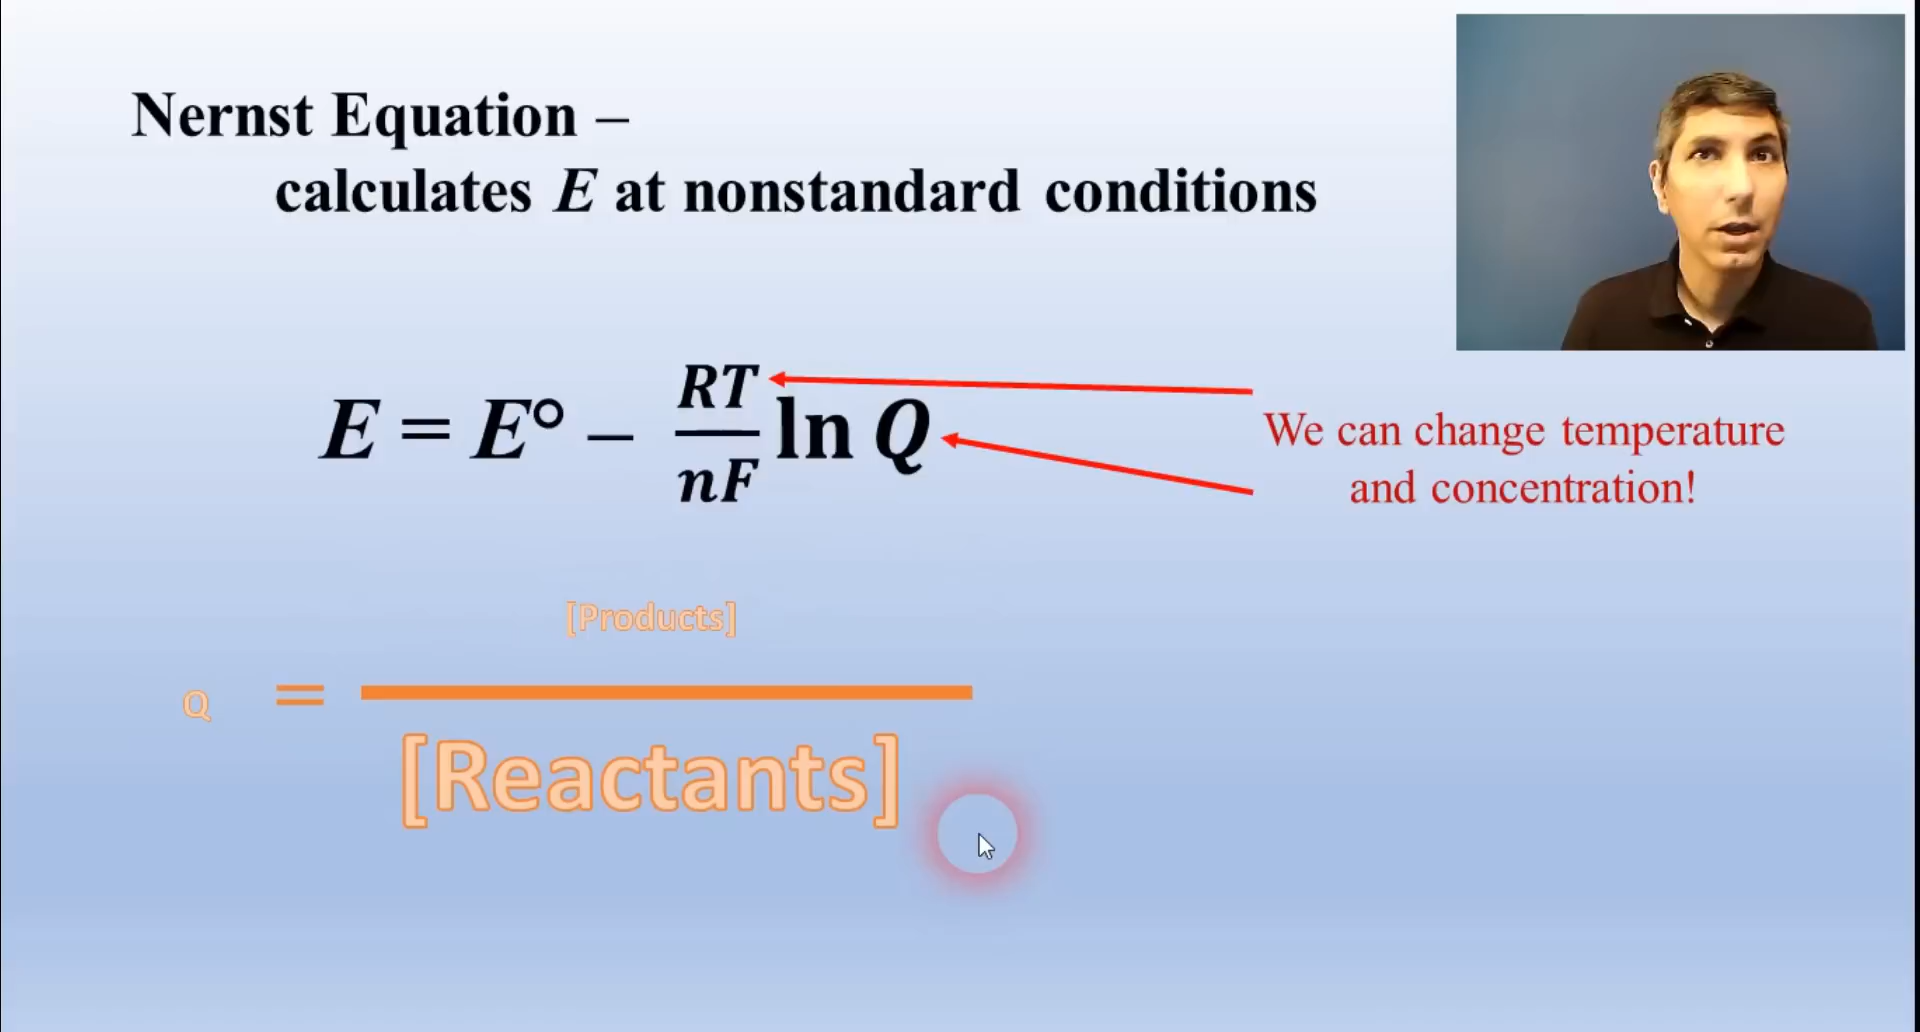 Nernst Equation –
calculates E at nonstandard conditions
E = E° – RT/nF ln Q
We can change temperature
and concentration!
[Products]
Q =
[Reactants]